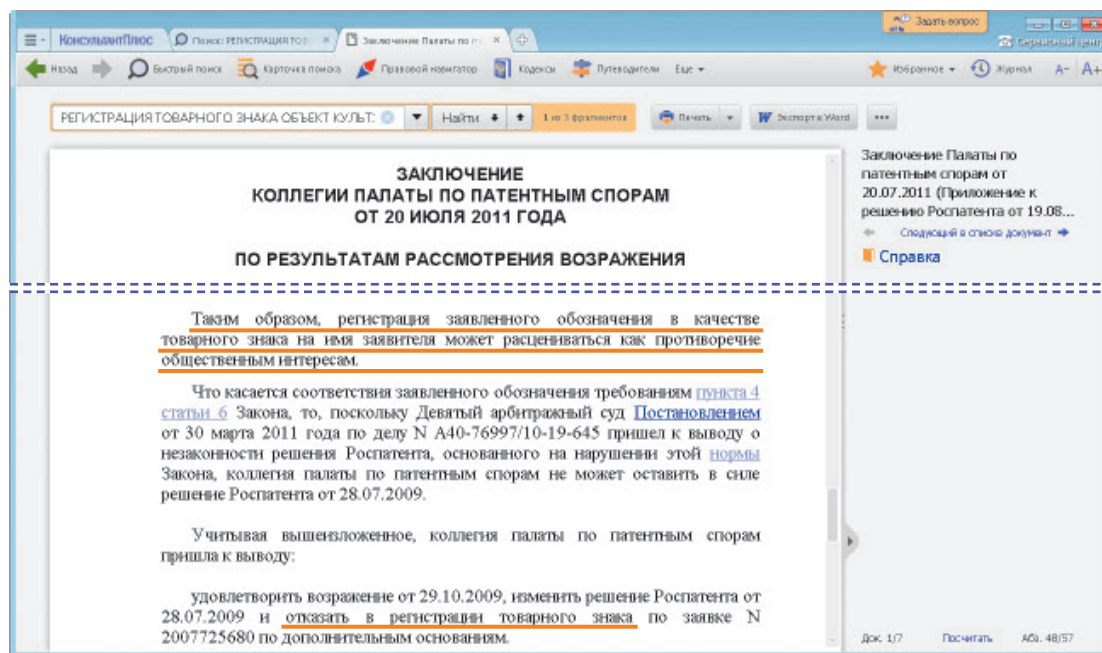 Задать вопрос
КонсультантПлюс
Поиск: РЕГИСТРАЦИЯ ТОВ
Заключение Палаты по п
Сервисный центр
Назад
Быстрый поиск
Карточка поиска
Правовой навигатор
Кодексы
Путеводители
Еще
Избранное
Журнал
A-
A+
РЕГИСТРАЦИЯ ТОВАРНОГО ЗНАКА ОБЪЕКТ КУЛЬТ
Найти
1 из 3 фрагментов
Печать
Экспорт в Word
ЗАКЛЮЧЕНИЕ
КОЛЛЕГИИ ПАЛАТЫ ПО ПАТЕНТНЫМ СПОРАМ
ОТ 20 ИЮЛЯ 2011 ГОДА
ПО РЕЗУЛЬТАТАМ РАССМОТРЕНИЯ ВОЗРАЖЕНИЯ
Заключение Палаты по
патентным спорам от
20.07.2011 (Приложение к
решению Роспатента от 19.08...
Следующий в списке документ
Справка
Таким образом, регистрация заявленного обозначения в качестве
товарного знака на имя заявителя может расцениваться как противоречие
общественным интересам.
Что касается соответствия заявленного обозначения требованиям пункта 4
статьи 6 Закона, то, поскольку Девятый арбитражный суд Постановлением
от 30 марта 2011 года по делу N А40-76997/10-19-645 пришел к выводу о
незаконности решения Роспатента, основанного на нарушении этой нормы
Закона, коллегия палаты по патентным спорам не может оставить в силе
решение Роспатента от 28.07.2009.
Учитывая вышеизложенное, коллегия палаты по патентным спорам
пришла к выводу:
удовлетворить возражение от 29.10.2009, изменить решение Роспатента от
28.07.2009 и отказать в регистрации товарного знака по заявке N
2007725680 по дополнительным основаниям.
Док. 1/7
Посчитать
Абз. 48/57